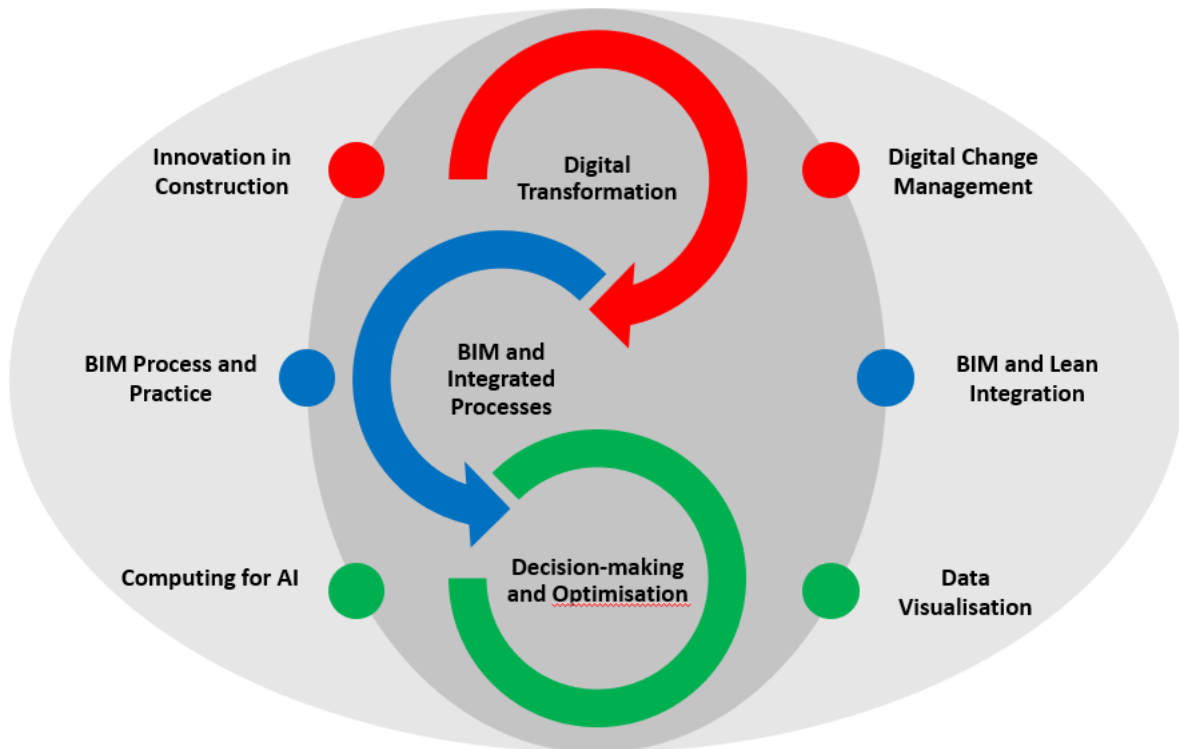 Innovation in
Construction
Digital
Transformation
Digital Change
Management
BIM Process and
Practice
BIM and
Integrated
Processes
BIM and Lean
Integration
Computing for AI
Decision-making
and Optimisation
Data
Visualisation